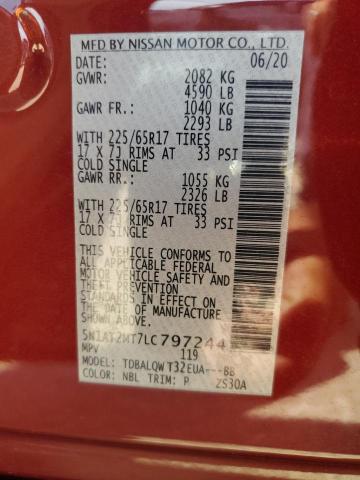 MFD BY NISSAN MOTOR CO., LTD.
DATE: 06/20
GVWR: 2082 KG
4590 LB
GAWR FR: 1040 KG
2293 LB
WITH 225/65R17 TIRES
17 X 7J RIMS AT 33 PSI
COLD SINGLE
GAWR RR: 1055 KG
2326 LB
WITH 225/65R17 TIRES
17 X 7J RIMS AT 33 PSI
COLD SINGLE
THIS VEHICLE CONFORMS TO
ALL APPLICABLE FEDERAL
MOTOR VEHICLE SAFETY AND
THEFT PREVENTION
STANDARDS IN EFFECT ON
THE DATE OF MANUFACTURE
SHOWN ABOVE.
5N1AT2MT7LC797244
MPV 119
MODEL: TDBALQW T32EUA---BB
COLOR: NBL TRIM: P ZS30A